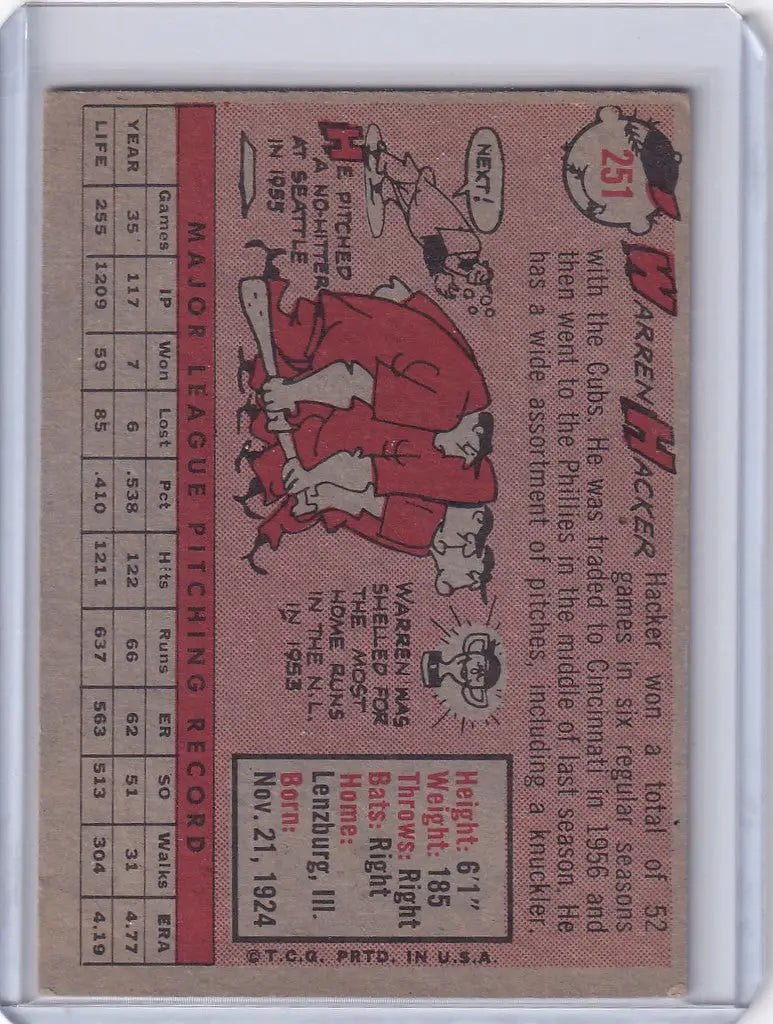 251
WARREN HACKER
Hacker won a total of 52
games in six regular seasons
with the Cubs. He was traded to Cincinnati in 1956 and
then went to the Phillies in the middle of last season. He
has a wide assortment of pitches, including a knuckler.
NEXT!
HE PITCHED
A NO-HITTER
AT SEATTLE
IN 1955
WARREN WAS
SHELLED FOR
THE MOST
HOME RUNS
IN THE N.L.
IN 1953
Height: 6'1"
Weight: 185
Throws: Right
Bats: Right
Home:
Lenzburg, Ill.
Born:
Nov. 21, 1924
©T.C.G. PRTD. IN U.S.A.
MAJOR LEAGUE PITCHING RECORD
Games IP Won Lost Pct Hits Runs ER SO Walks ERA
YEAR 35 117 7 6 .538 122 66 62 51 31 4.77
LIFE 255 1209 59 85 .410 1211 637 563 513 304 4.19